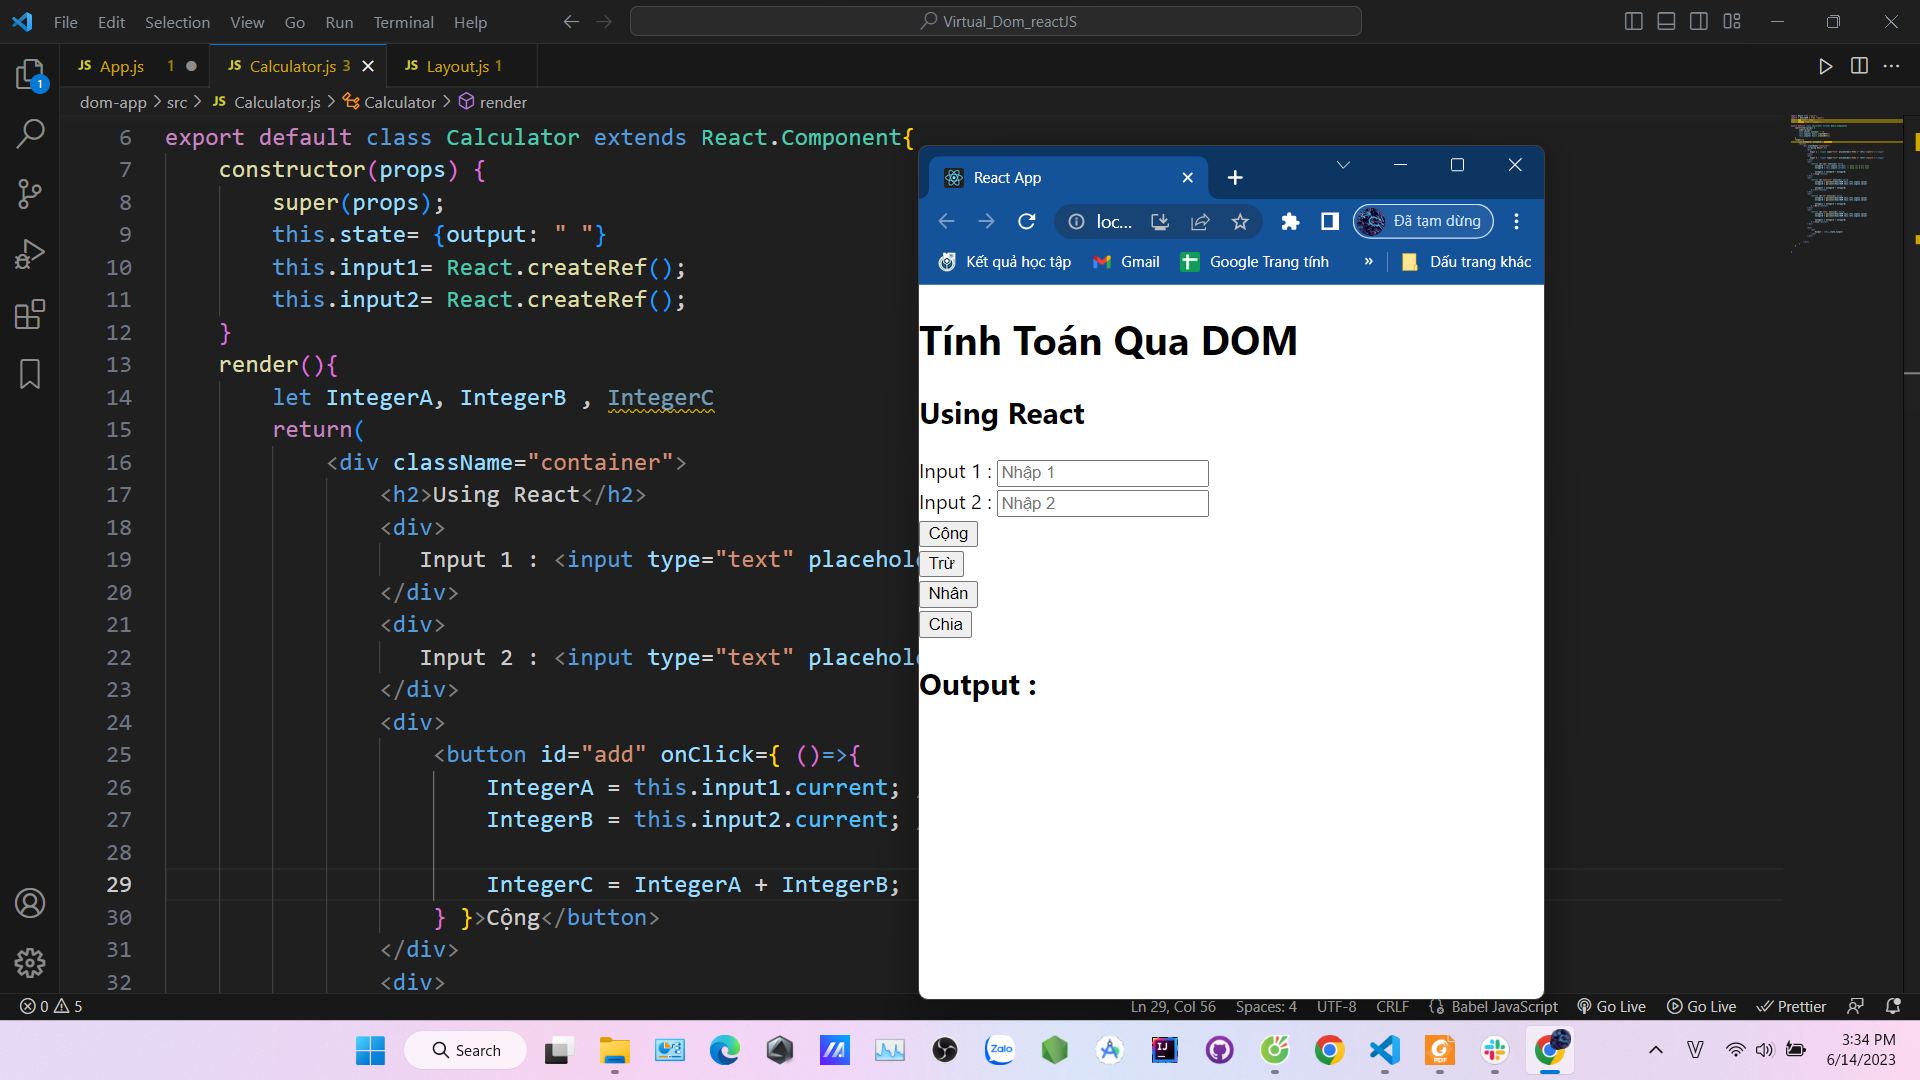 File Edit Selection View Go Run Terminal Help
Virtual_Dom_reactJS
JS App.js 1
JS Calculator.js 3
JS Layout.js 1
dom-app > src > JS Calculator.js > Calculator > render
6 export default class Calculator extends React.Component{
7 constructor(props) {
8 super(props);
9 this.state= {output: " "}
10 this.input1= React.createRef();
11 this.input2= React.createRef();
12 }
13 render(){
14 let IntegerA, IntegerB , IntegerC
15 return(
16 <div className="container">
17 <h2>Using React</h2>
18 <div>
19 Input 1 : <input type="text" placehol
20 </div>
21 <div>
22 Input 2 : <input type="text" placehol
23 </div>
24 <div>
25 <button id="add" onClick={ ()=>{
26 IntegerA = this.input1.current;
27 IntegerB = this.input2.current;
28
29 IntegerC = IntegerA + IntegerB;
30 } }>Cộng</button>
31 </div>
32 <div>
React App
loc...
Đã tạm dừng
Kết quả học tập
Gmail
Google Trang tính
»
Dấu trang khác
Tính Toán Qua DOM
Using React
Input 1 : Nhập 1
Input 2 : Nhập 2
Cộng
Trừ
Nhân
Chia
Output :
1
0 5
Ln 29, Col 56 Spaces: 4 UTF-8 CRLF Babel JavaScript Go Live Go Live Prettier
Search
Zalo
IJ
PDF
V
3:34 PM
6/14/2023